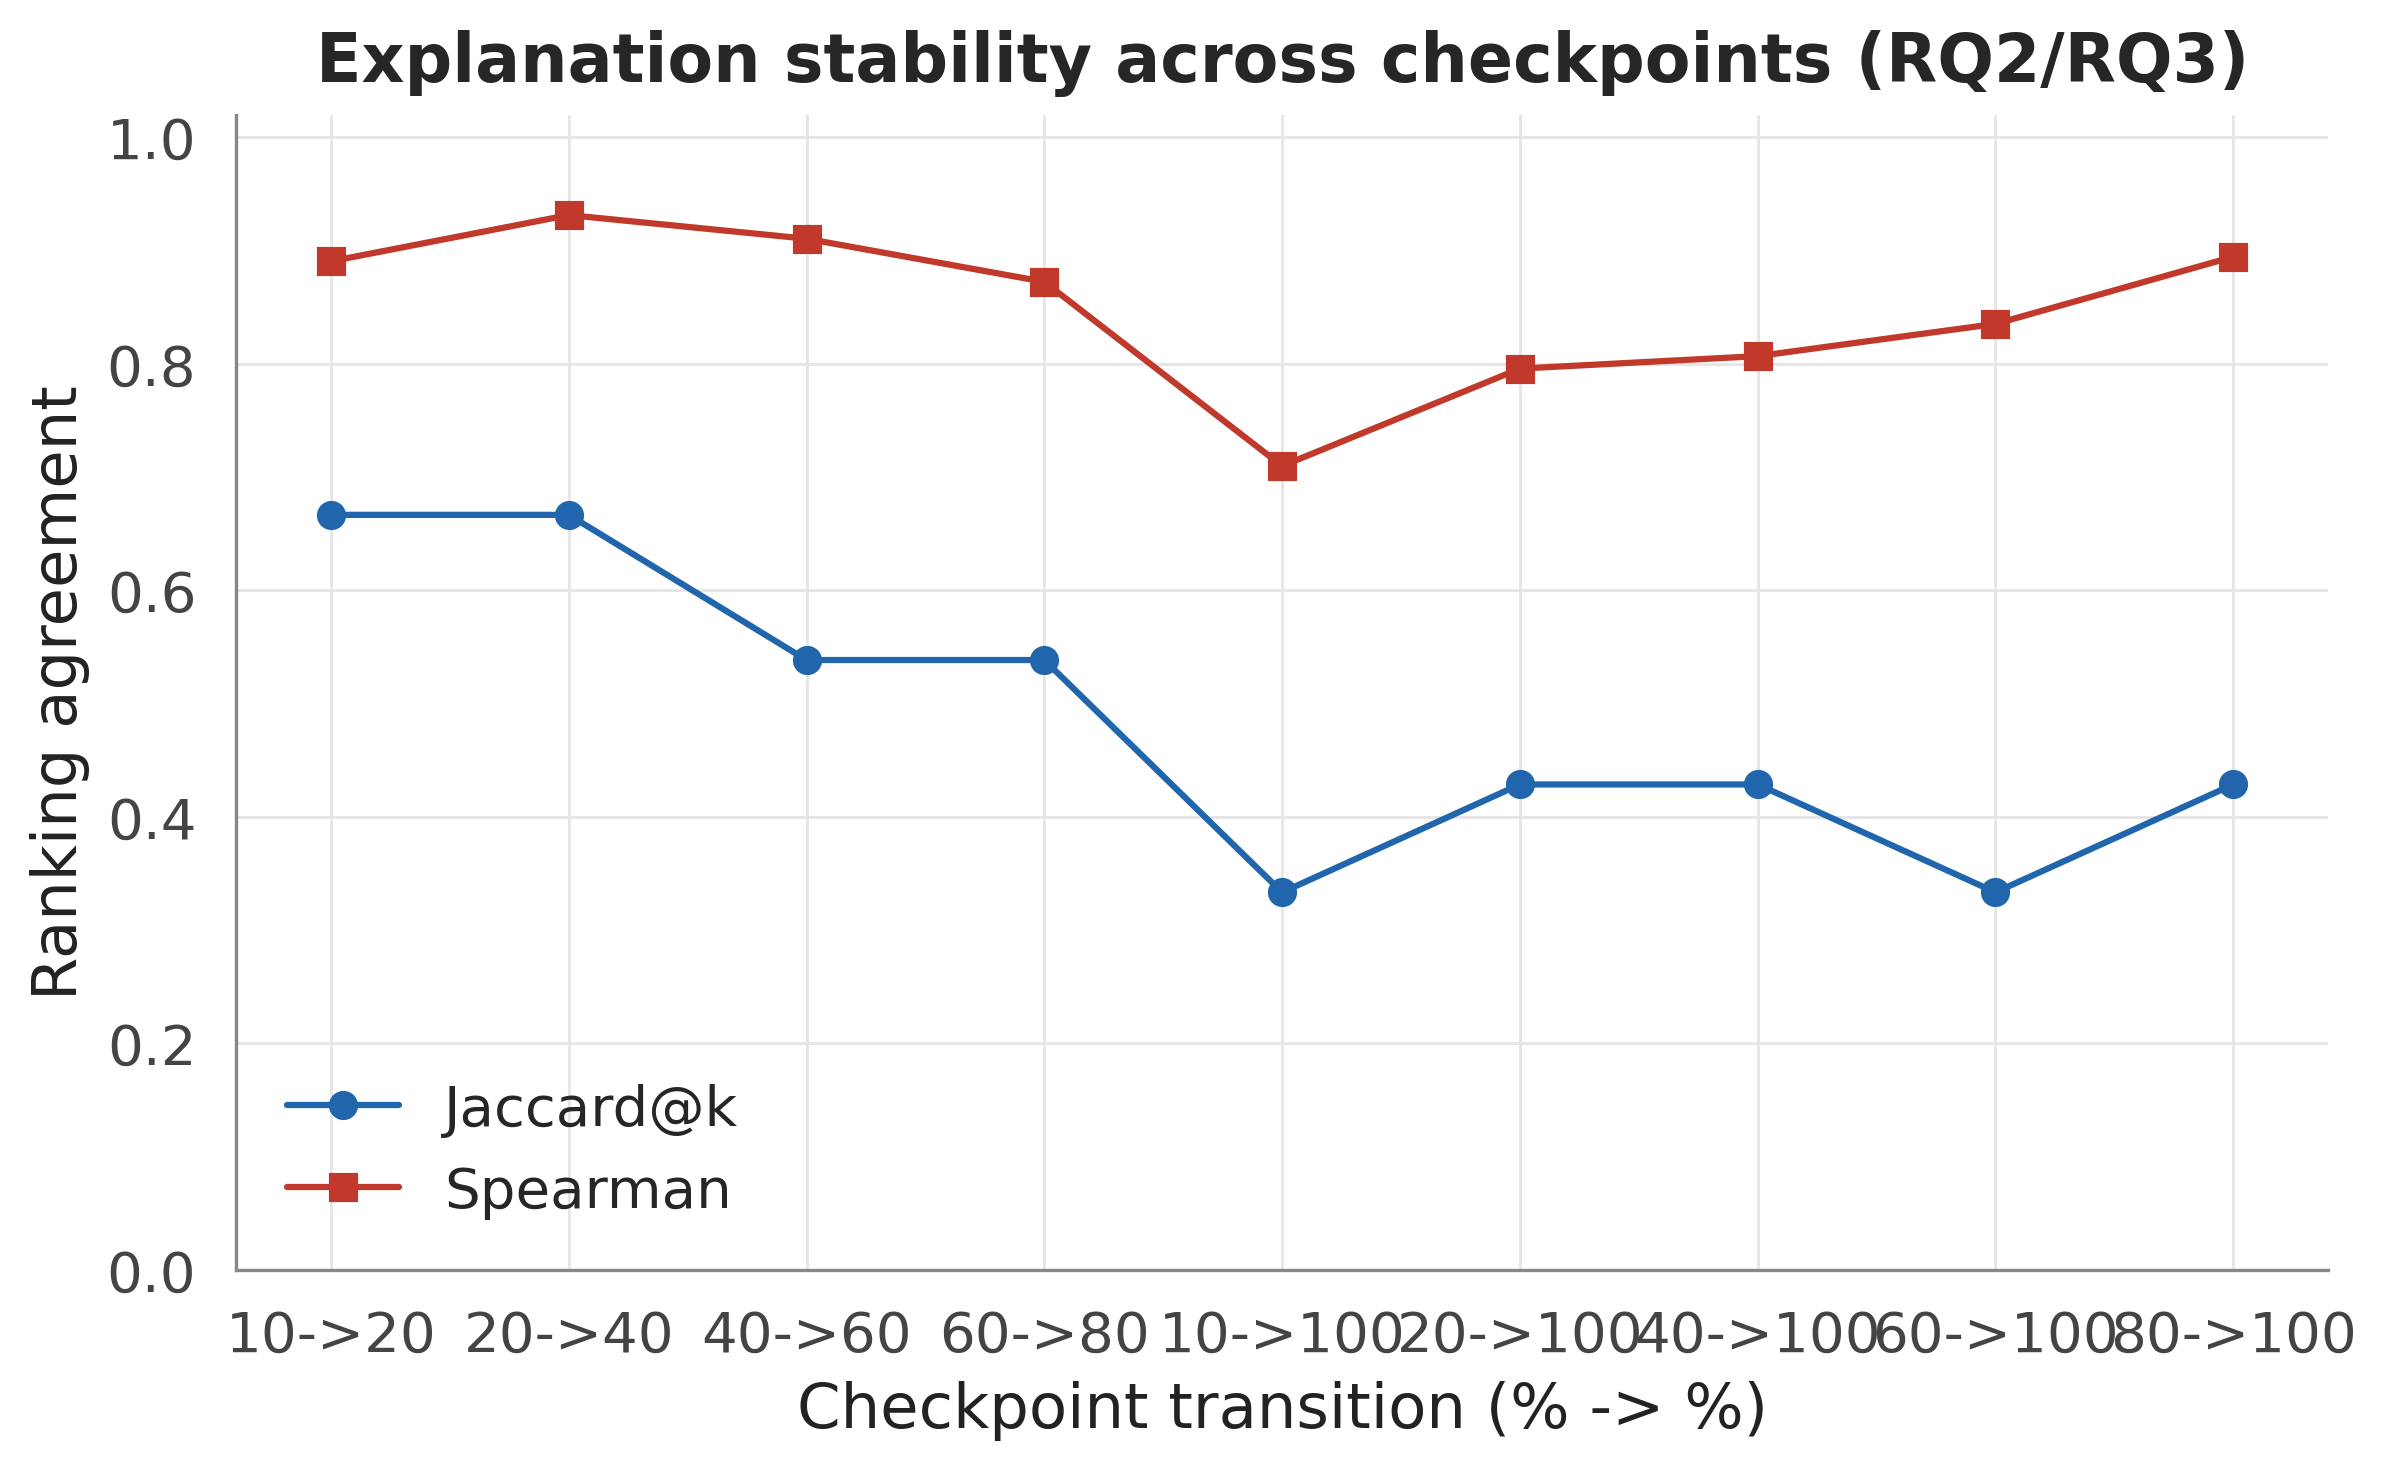 Explanation stability across checkpoints (RQ2/RQ3)
Ranking agreement
1.0
0.8
0.6
0.4
0.2
0.0
Jaccard@k
Spearman
10->20 20->40 40->60 60->80 10->100 20->100 40->100 60->100 80->100
Checkpoint transition (% -> %)